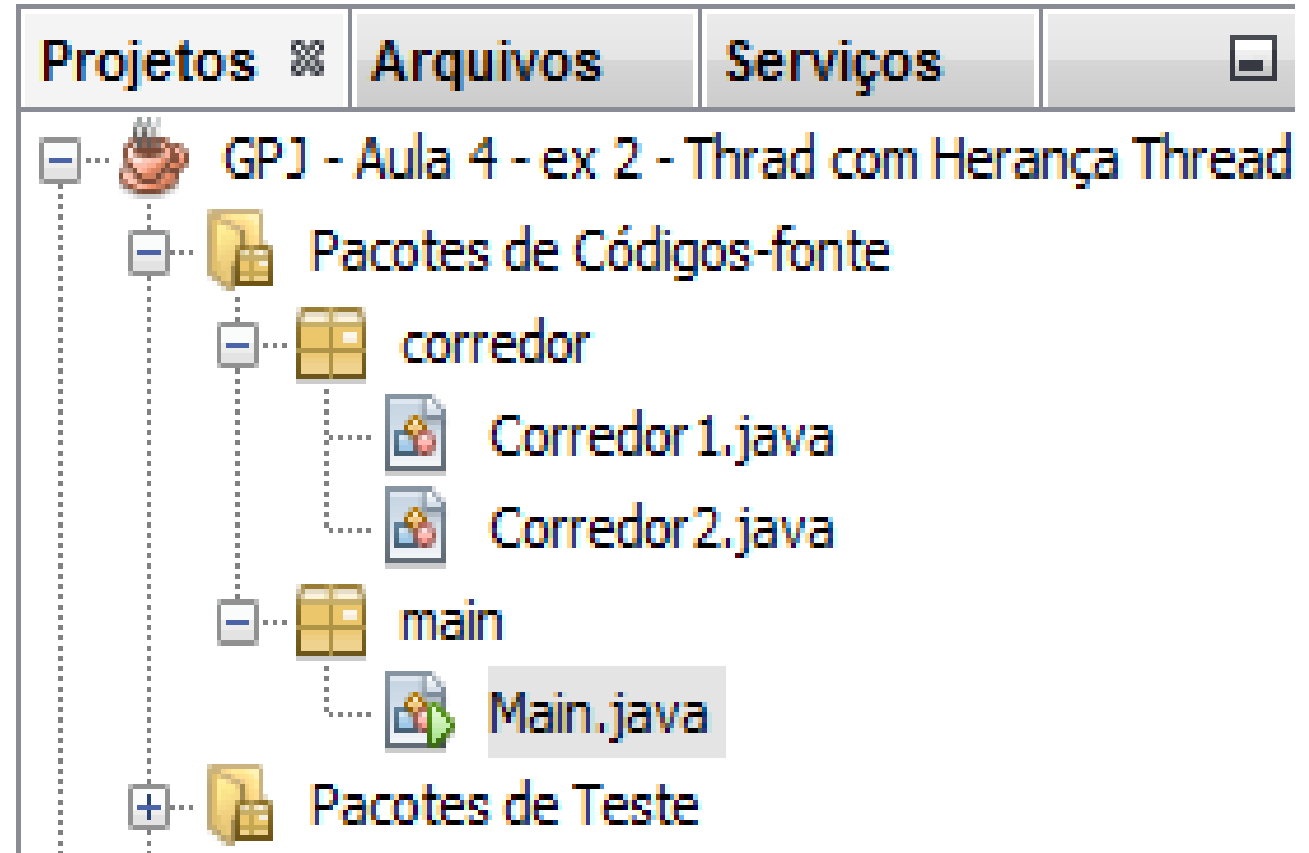 Projetos Arquivos Serviços
GPJ - Aula 4 - ex 2 - Thrad com Herança Thread
Pacotes de Códigos-fonte
corredor
Corredor1.java
Corredor2.java
main
Main.java
Pacotes de Teste